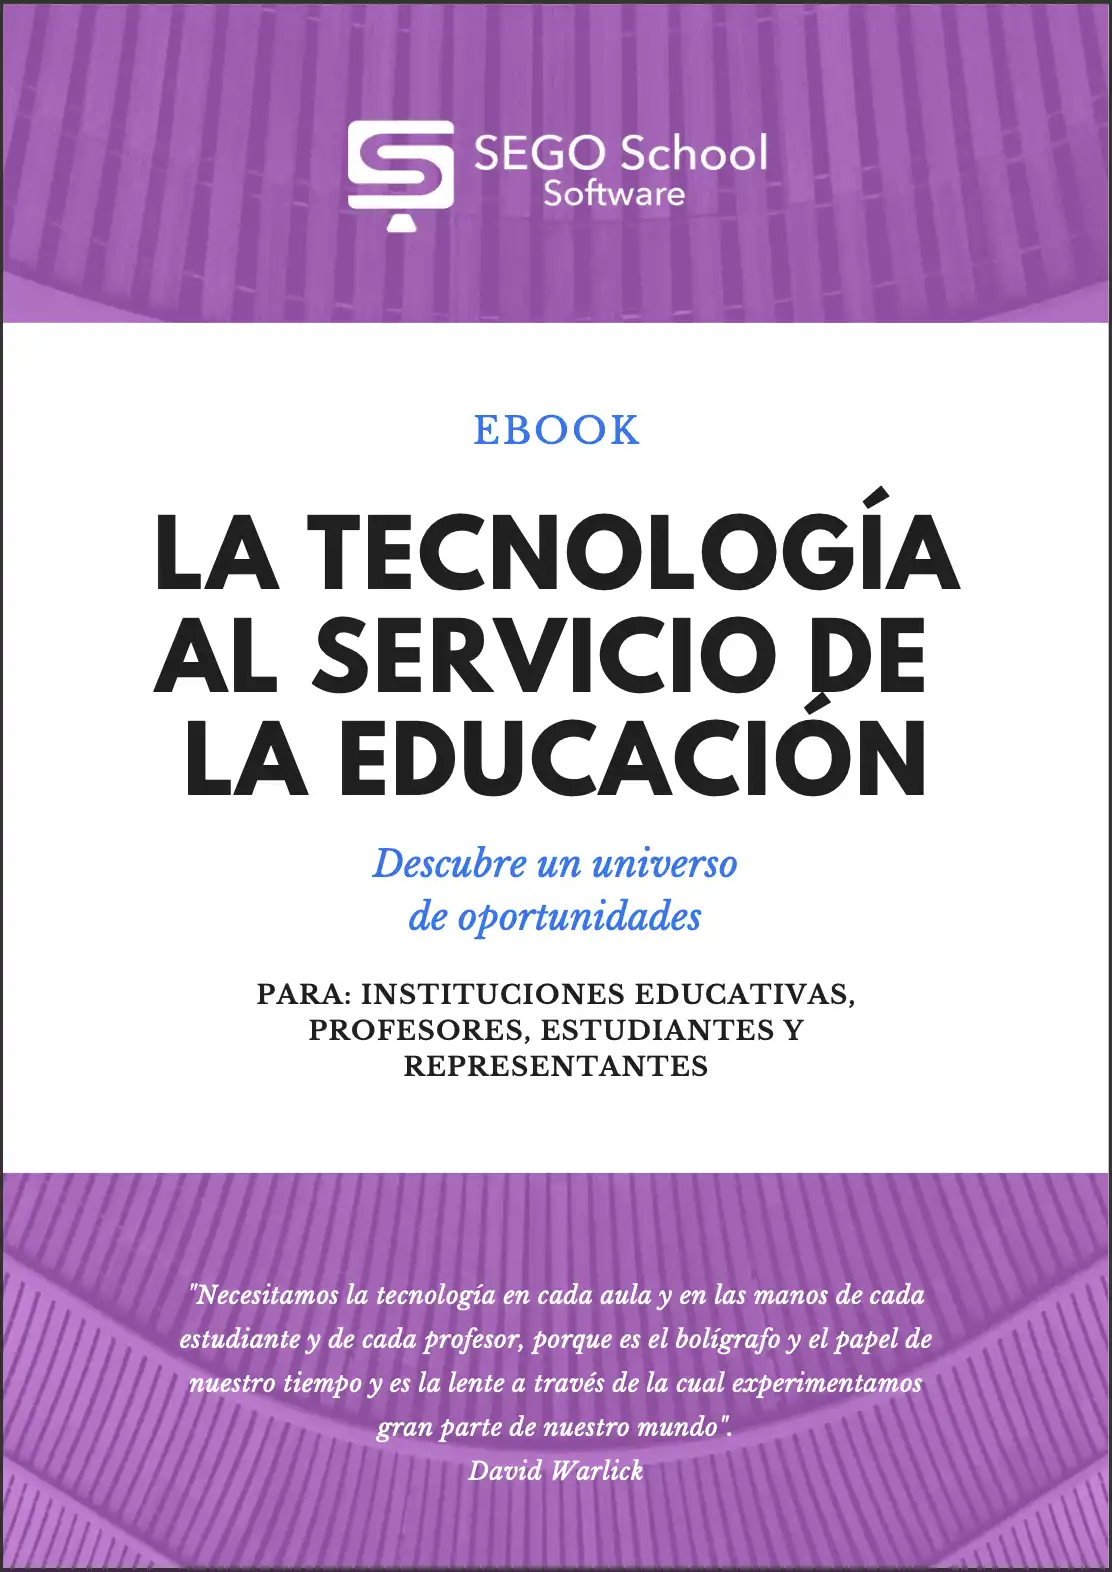 SEGO School
Software
EBOOK
LA TECNOLOGÍA
AL SERVICIO DE
LA EDUCACIÓN
Descubre un universo
de oportunidades
PARA: INSTITUCIONES EDUCATIVAS,
PROFESORES, ESTUDIANTES Y
REPRESENTANTES
"Necesitamos la tecnología en cada aula y en las manos de cada
estudiante y de cada profesor, porque es el bolígrafo y el papel de
nuestro tiempo y es la lente a través de la cual experimentamos
gran parte de nuestro mundo".
David Warlick